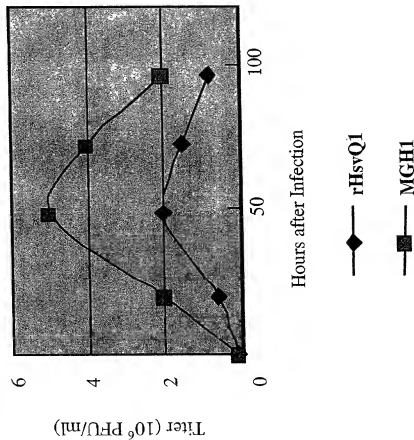 Titer (10⁶ PFU/ml)
6
4
2
0
50
100
Hours after Infection
rHsvQ1
MGH1